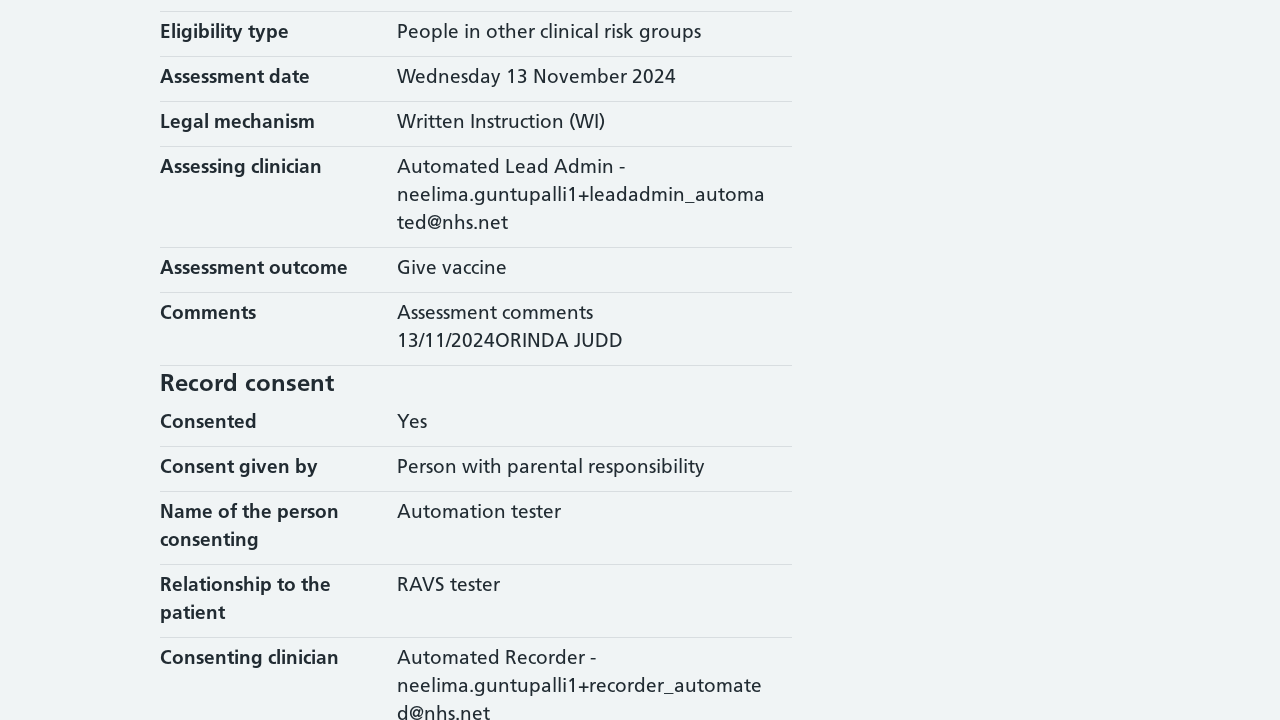 Eligibility type People in other clinical risk groups
Assessment date Wednesday 13 November 2024
Legal mechanism Written Instruction (WI)
Assessing clinician Automated Lead Admin -
neelima.guntupalli1+leadadmin_automa
ted@nhs.net
Assessment outcome Give vaccine
Comments Assessment comments
13/11/2024ORINDA JUDD
Record consent
Consented Yes
Consent given by Person with parental responsibility
Name of the person Automation tester
consenting
Relationship to the RAVS tester
patient
Consenting clinician Automated Recorder -
neelima.guntupalli1+recorder_automate
d@nhs.net